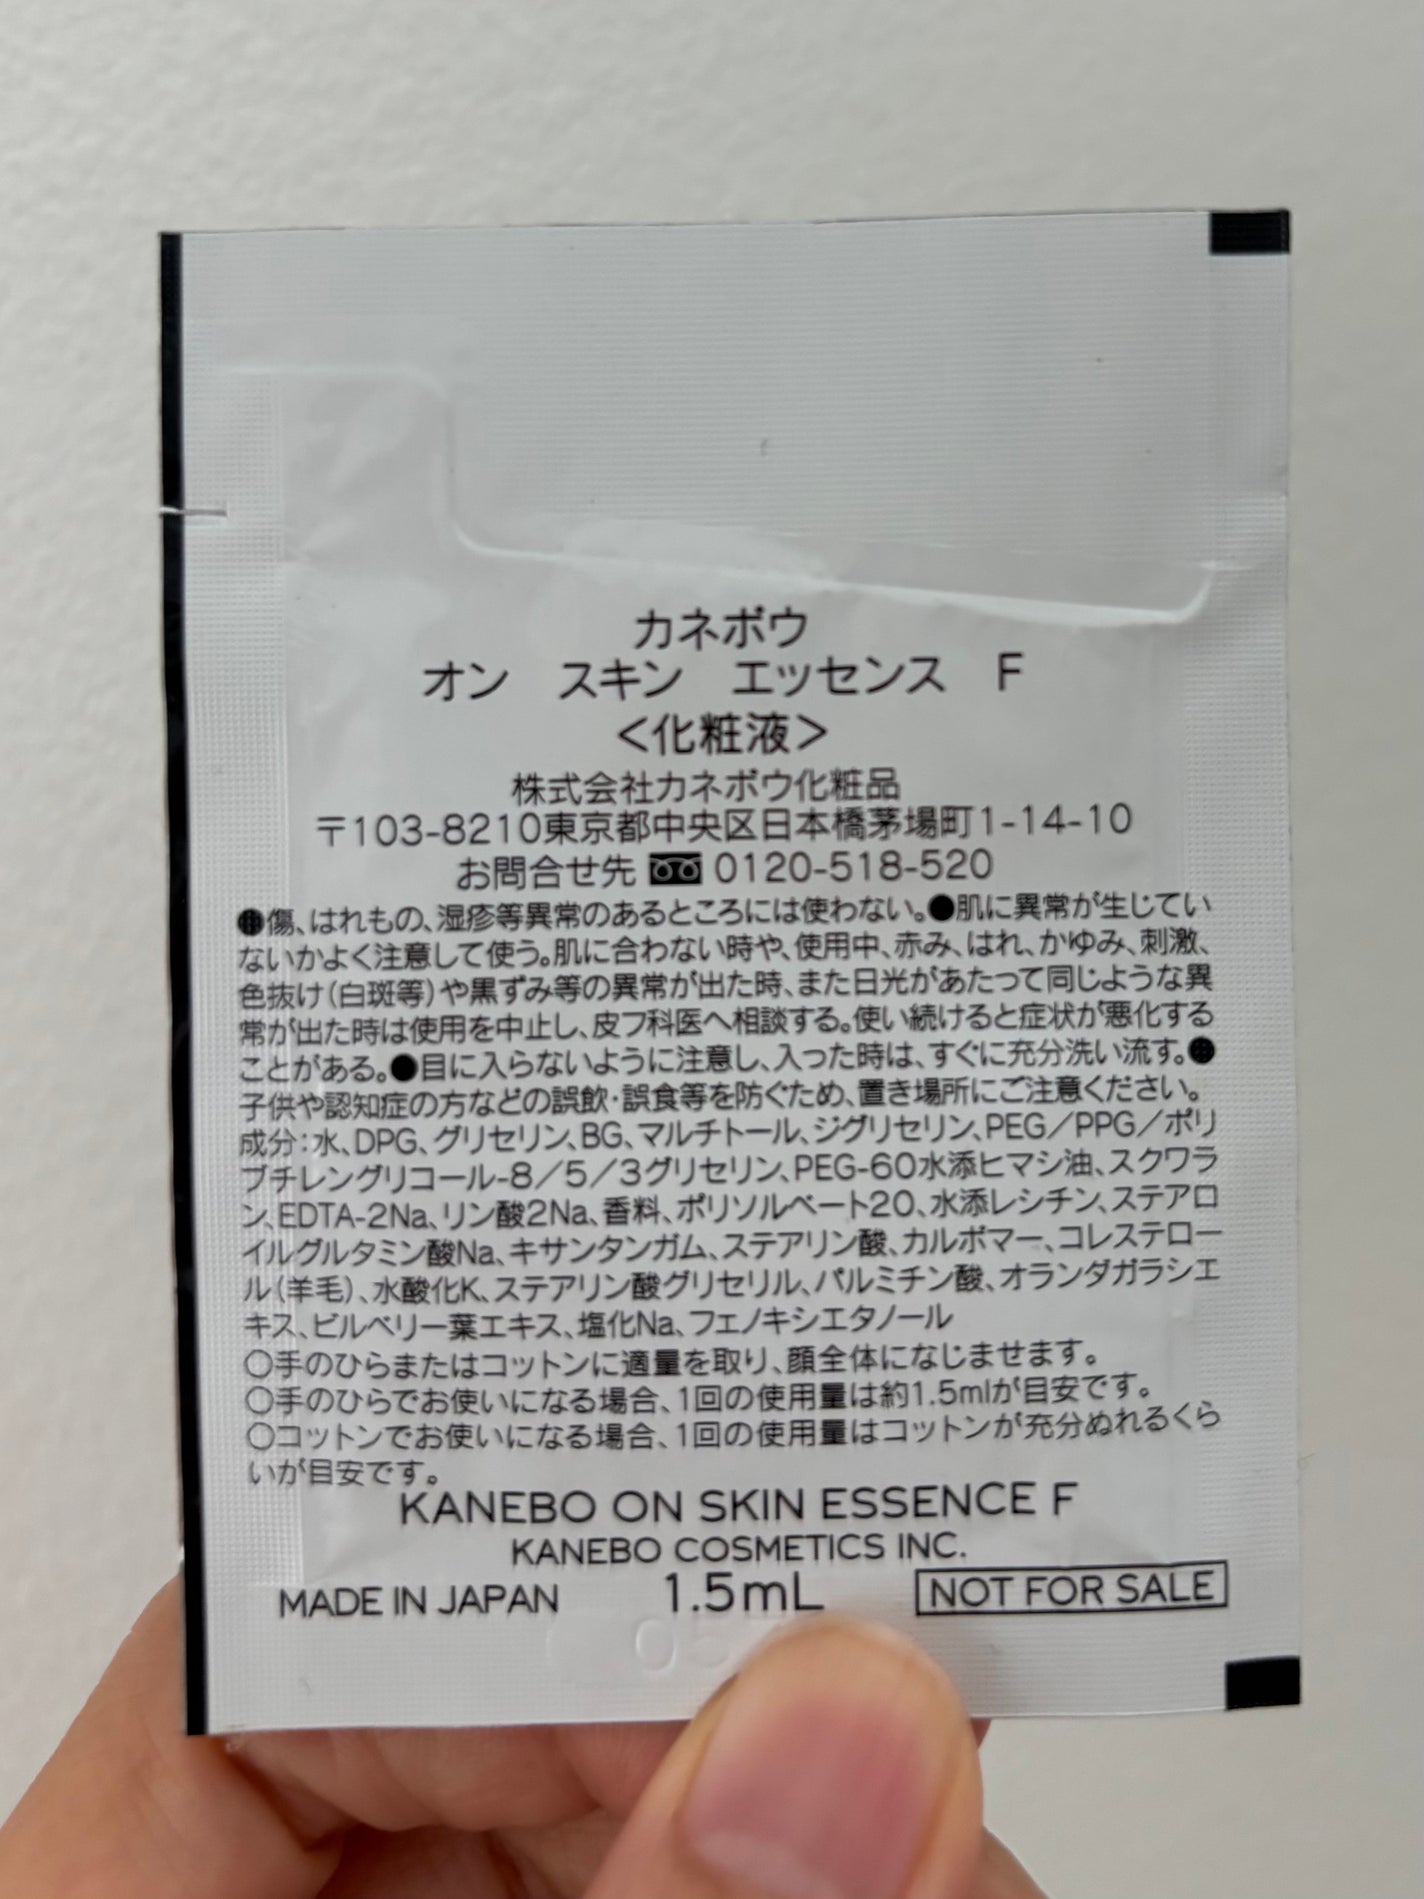 カネボウ
オン スキン エッセンス F
<化粧液>
株式会社カネボウ化粧品
〒103-8210東京都中央区日本橋茅場町1-14-10
お問合せ先 0120-518-520
●傷、はれもの、湿疹等異常のあるところには使わない。●肌に異常が生じてい
ないかよく注意して使う。肌に合わない時や、使用中、赤み、はれ、かゆみ、刺激、
色抜け(白斑等)や黒ずみ等の異常が出た時、また日光があたって同じような異
常が出た時は使用を中止し、皮フ科医へ相談する。使い続けると症状が悪化する
ことがある。●目に入らないように注意し、入った時は、すぐに充分洗い流す。●
子供や認知症の方などの誤飲・誤食等を防ぐため、置き場所にご注意ください。
成分:水、DPG、グリセリン、BG、マルチトール、ジグリセリン、PEG/PPG/ポリ
ブチレングリコール-8/5/3グリセリン、PEG-60水添ヒマシ油、スクワラ
ン、EDTA-2Na、リン酸2Na、香料、ポリソルベート20、水添レシチン、ステアロ
イルグルタミン酸Na、キサンタンガム、ステアリン酸、カルボマー、コレステロー
ル(羊毛)、水酸化K、ステアリン酸グリセリル、パルミチン酸、オランダガラシエ
キス、ビルベリー葉エキス、塩化Na、フェノキシエタノール
○手のひらまたはコットンに適量を取り、顔全体になじませます。
○手のひらでお使いになる場合、1回の使用量は約1.5mlが目安です。
○コットンでお使いになる場合、1回の使用量はコットンが充分ぬれるくら
いが目安です。
KANEBO ON SKIN ESSENCE F
KANEBO COSMETICS INC.
MADE IN JAPAN 1.5mL NOT FOR SALE